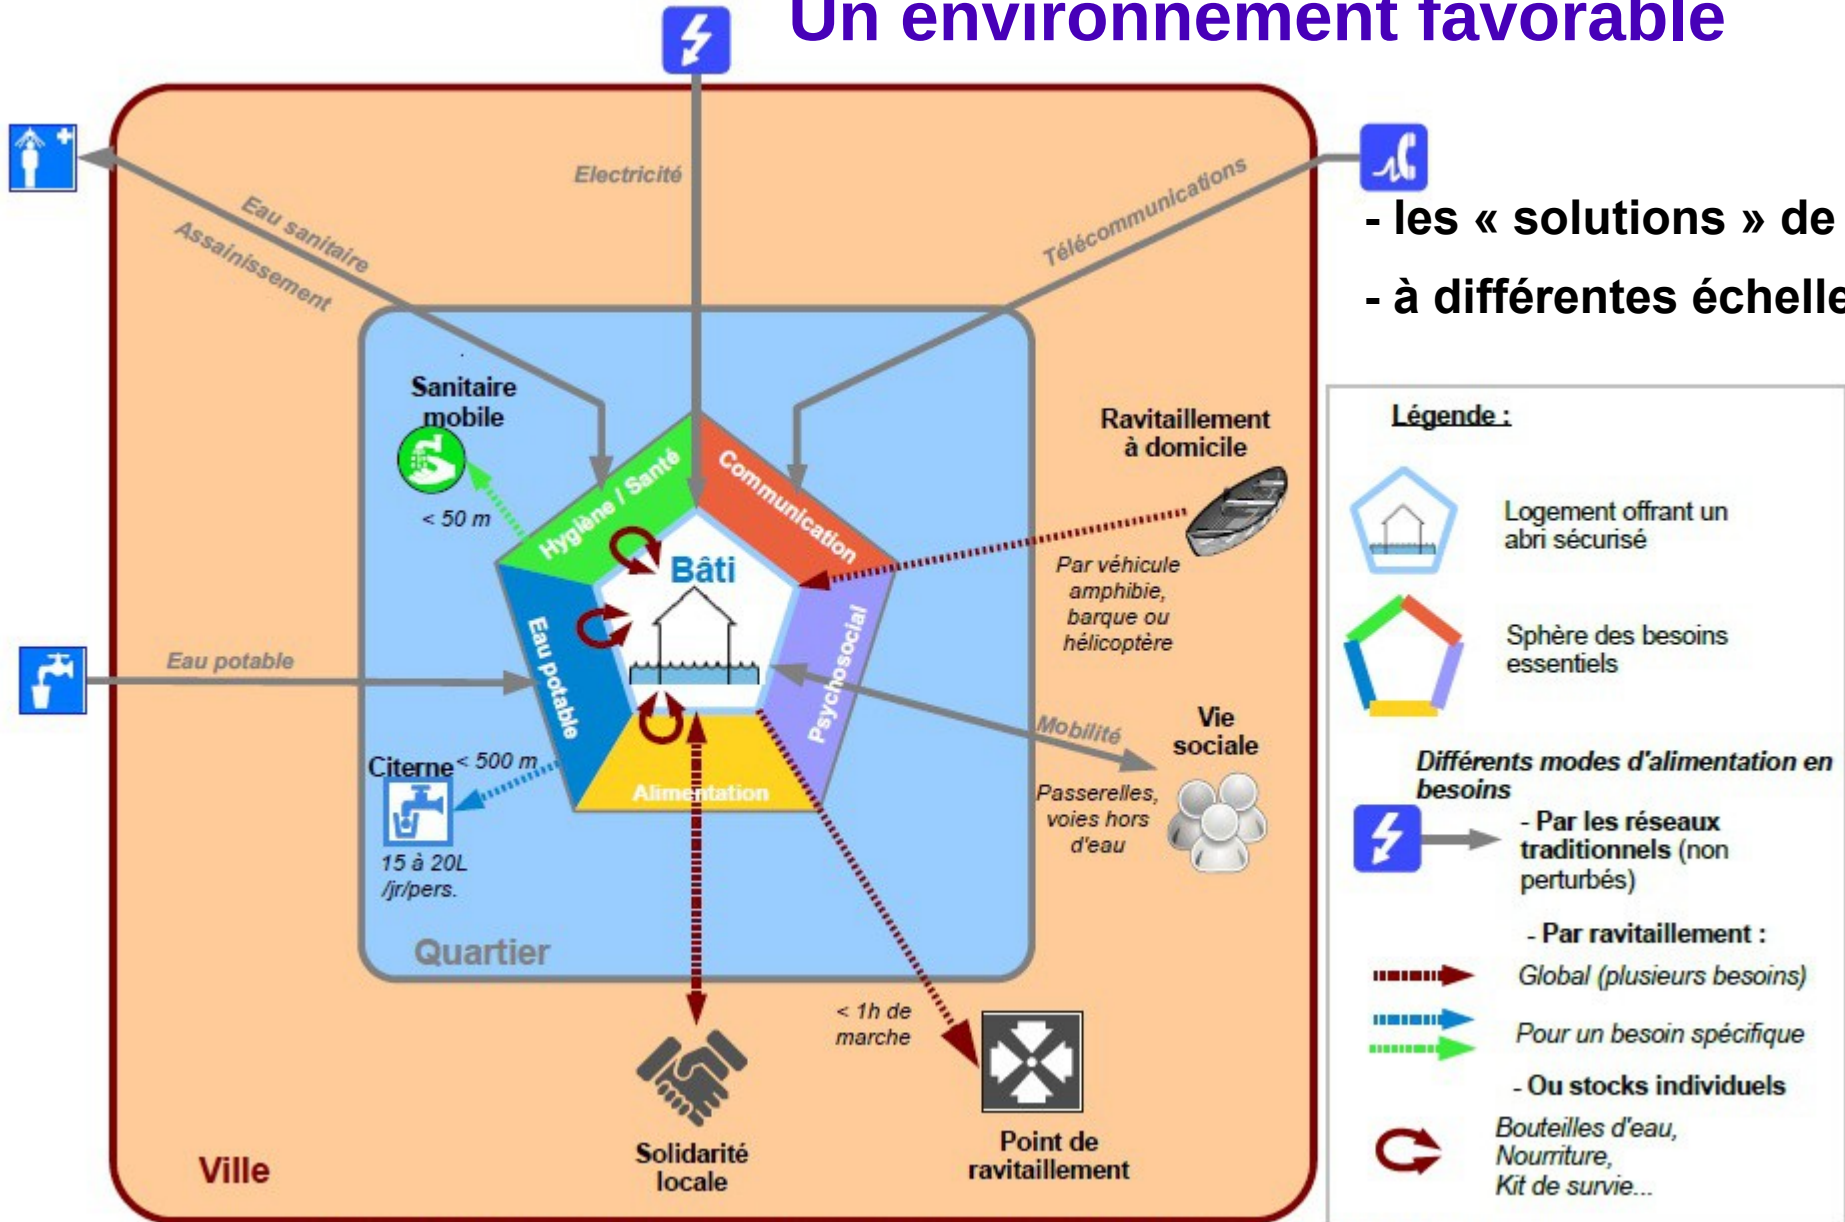 Un environnement favorable
- les « solutions » de
- à différentes échelle
Electricité
Eau sanitaire
Assainissement
Télécommunications
Sanitaire
mobile
< 50 m
Hygiène / Santé
Communication
Ravitaillement
à domicile
Par véhicule
amphibie,
barque ou
hélicoptère
Bâti
Eau potable
Eau potable
Psychosocial
Alimentation
Mobilité
Vie
sociale
Passerelles,
voies hors
d'eau
Citerne
< 500 m
15 à 20L
/jr/pers.
Quartier
< 1h de
marche
Solidarité
locale
Point de
ravitaillement
Ville
Légende :
Logement offrant un
abri sécurisé
Sphère des besoins
essentiels
Différents modes d'alimentation en
besoins
- Par les réseaux
traditionnels (non
perturbés)
- Par ravitaillement :
Global (plusieurs besoins)
Pour un besoin spécifique
- Ou stocks individuels
Bouteilles d'eau,
Nourriture,
Kit de survie...